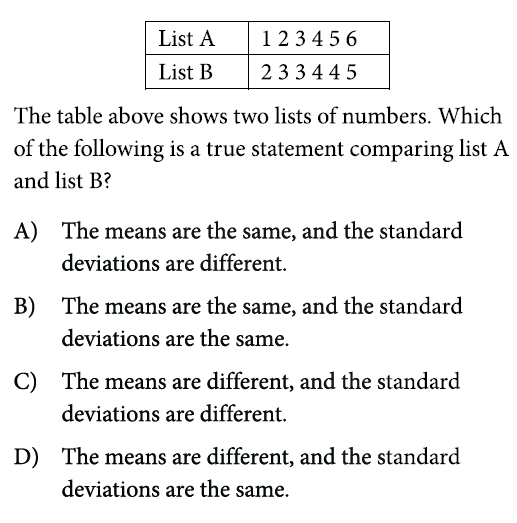 List A 1 2 3 4 5 6
List B 2 3 3 4 4 5
The table above shows two lists of numbers. Which
of the following is a true statement comparing list A
and list B?
A) The means are the same, and the standard
deviations are different.
B) The means are the same, and the standard
deviations are the same.
C) The means are different, and the standard
deviations are different.
D) The means are different, and the standard
deviations are the same.